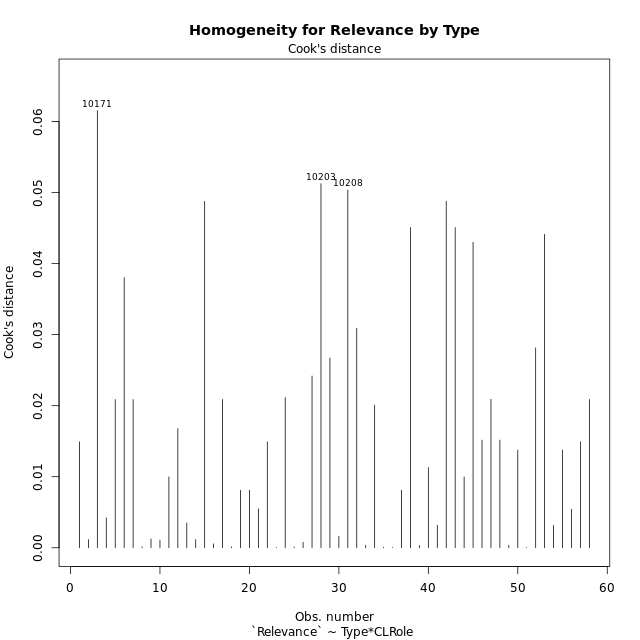 Homogeneity for Relevance by Type
Cook's distance
10171
10203
10208
Cook's distance
0.06
0.05
0.04
0.03
0.02
0.01
0.00
0 10 20 30 40 50 60
Obs. number
`Relevance` ~ Type*CLRole